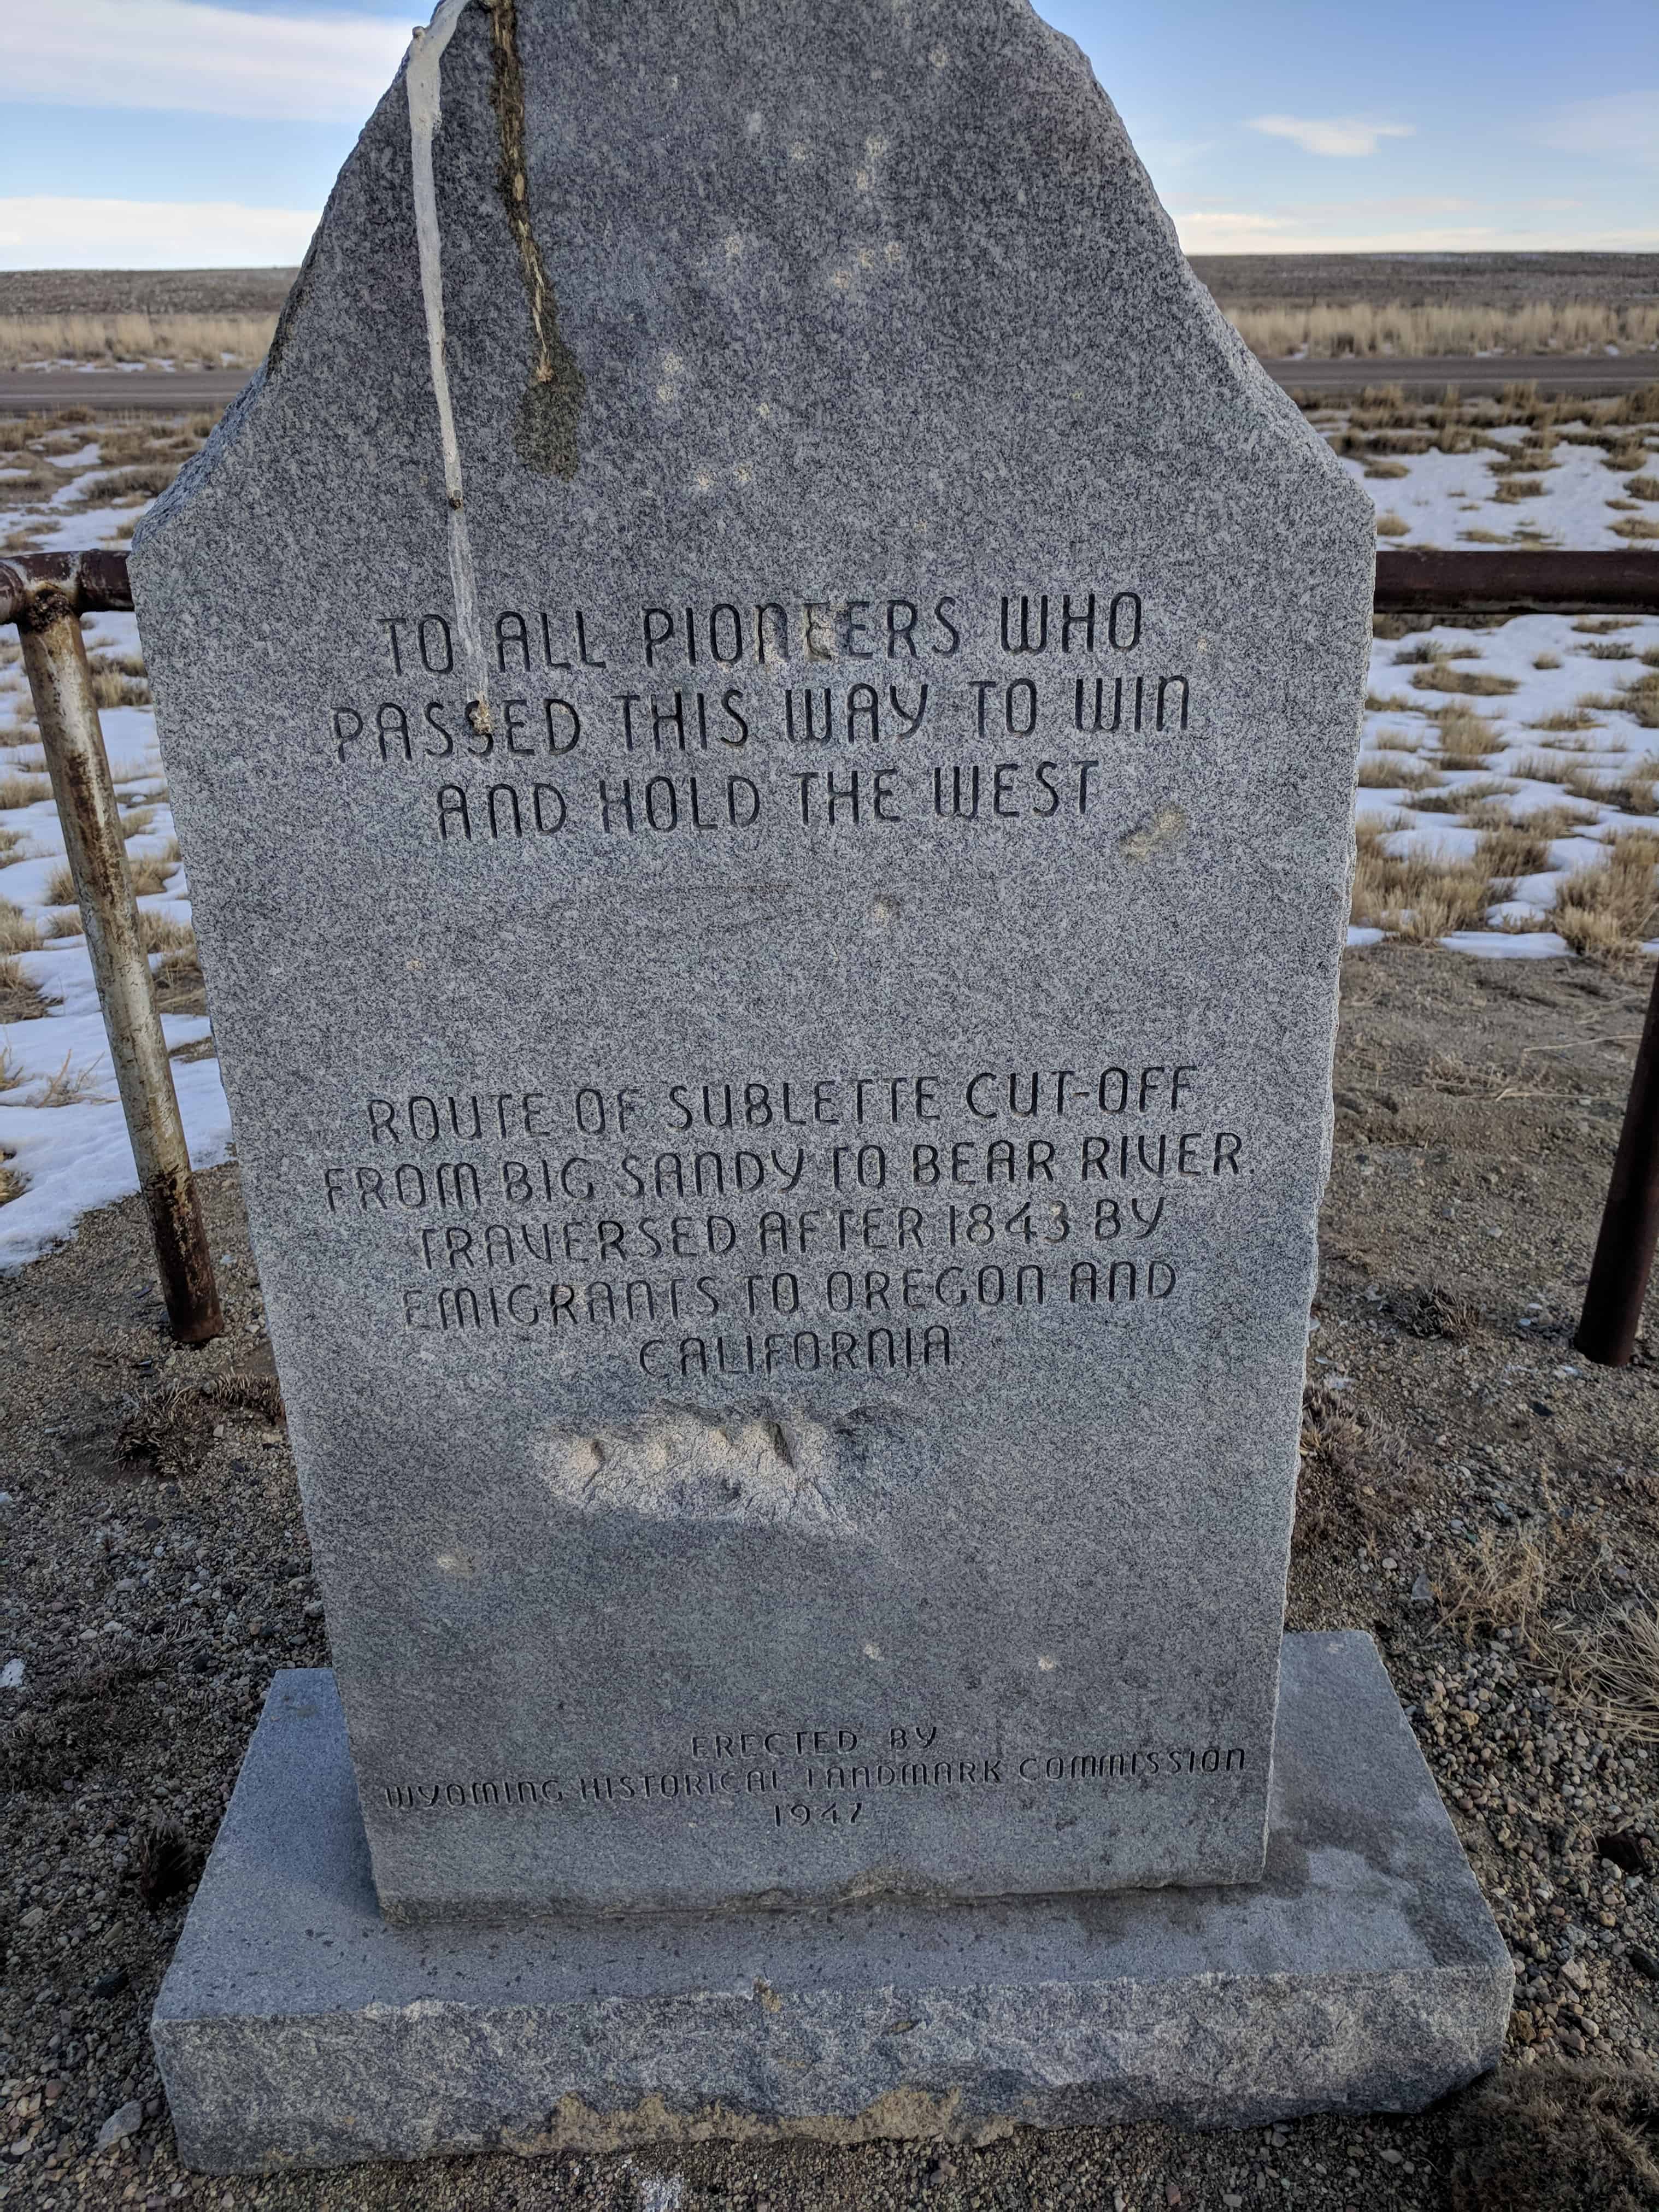 TO ALL PIONEERS WHO
PASSED THIS WAY TO WIN
AND HOLD THE WEST
ROUTE OF SUBLETTE CUT-OFF
FROM BIG SANDY TO BEAR RIVER.
TRAVERSED AFTER 1843 BY
EMIGRANTS TO OREGON AND
CALIFORNIA.
ERECTED BY
WYOMING HISTORICAL LANDMARK COMMISSION
1947